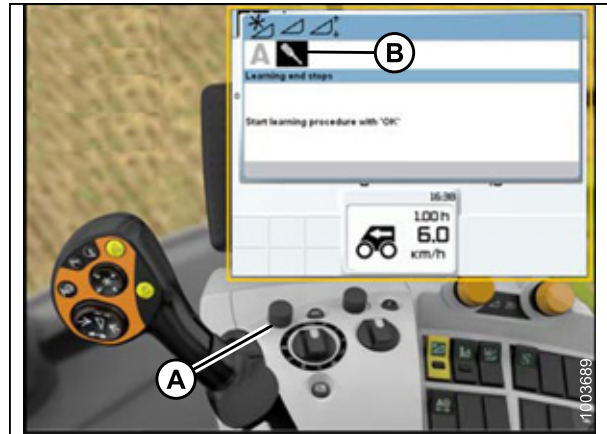 A
B
Learning end stops
Start learning procedure with 'OK'
16:38
1.00 h
6.0
km/h
A
1003689